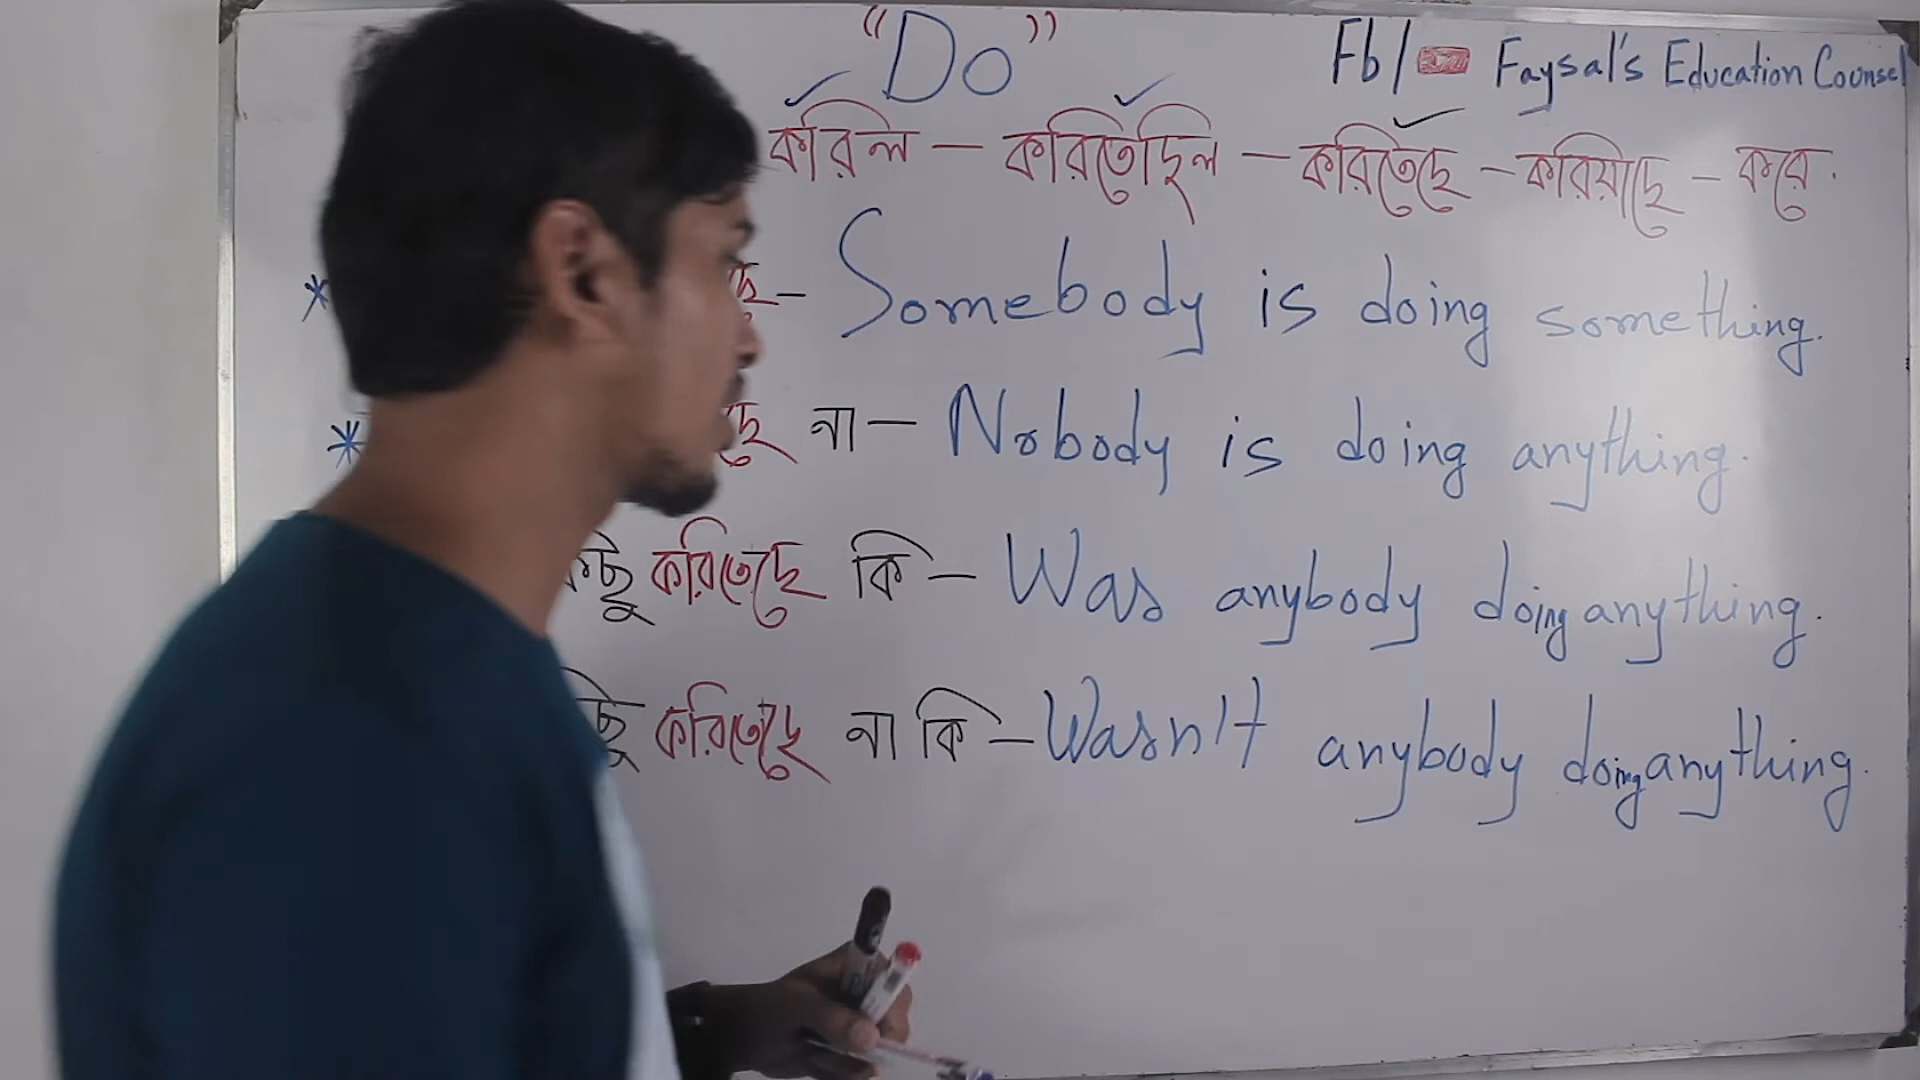 "Do" Fb / Faysal's Education Counsel
করিল – করিতেছিল – করিতেছে – করিয়াছে – করে.
* – Somebody is doing something.
* না – Nobody is doing anything.
করিতেছে কি – Was anybody doing anything.
করিতেছে না কি – Wasn't anybody doing anything.